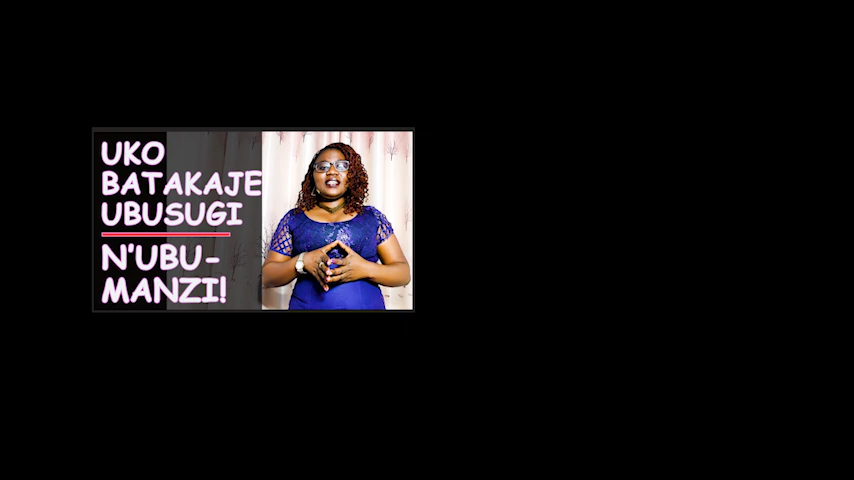 UKO
BATAKAJE
UBUSUGI
N'UBU-
MANZI!